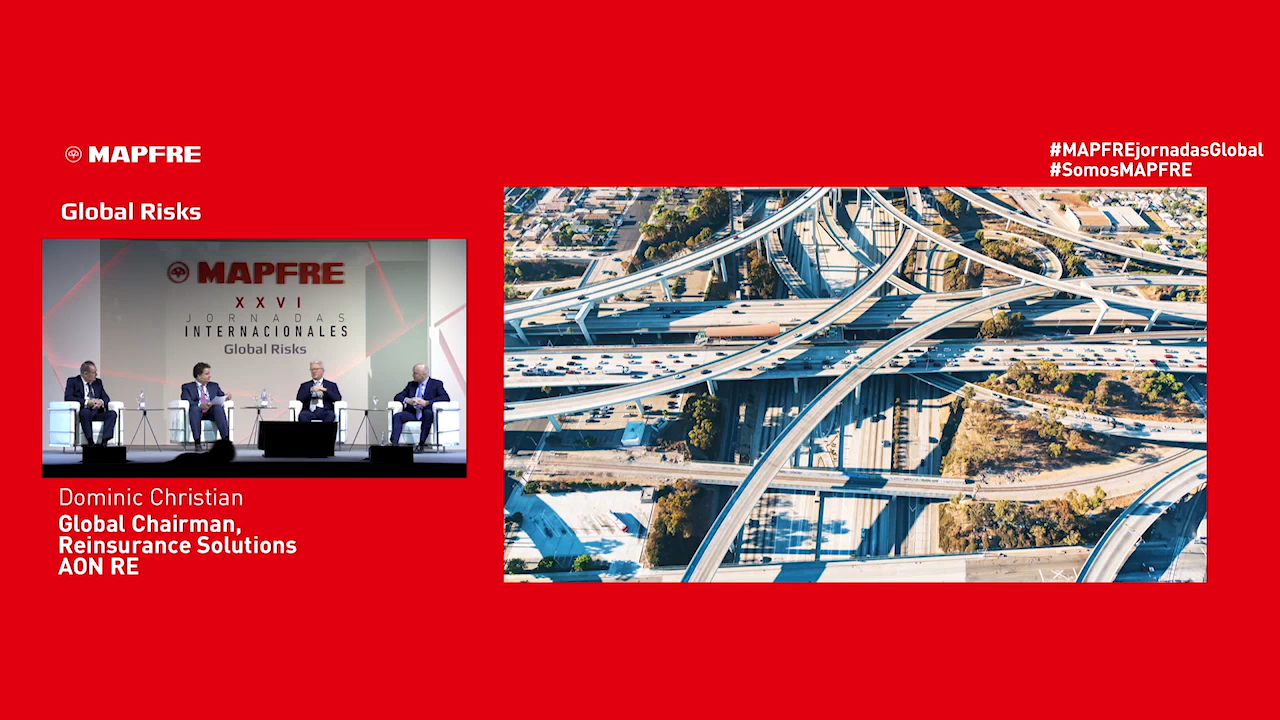 MAPFRE
#MAPFREjornadasGlobal
#SomosMAPFRE
Global Risks
MAPFRE
XXVI
JORNADAS
INTERNACIONALES
Global Risks
Dominic Christian
Global Chairman,
Reinsurance Solutions
AON RE